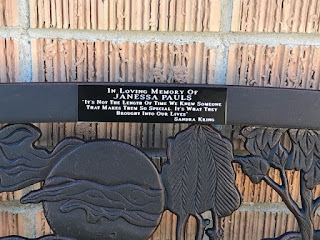 In Loving Memory Of
JANESSA PAULS
"It's Not The Length Of Time We Knew Someone
That Makes Them So Special. It's What They
Brought Into Our Lives"
Sandra Kring